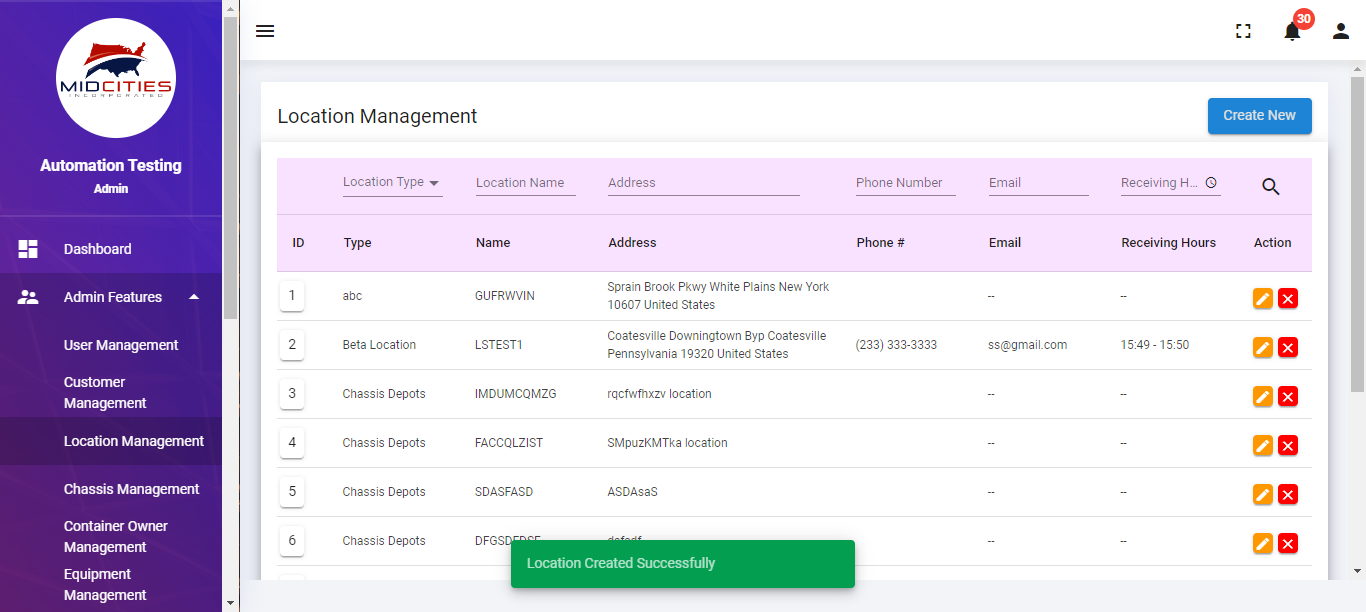 MIDCITIES
INCORPORATED
Automation Testing
Admin
Dashboard
Admin Features
User Management
Customer
Management
Location Management
Chassis Management
Container Owner
Management
Equipment
Management
30
Location Management
Create New
Location Type Location Name Address Phone Number Email Receiving H...
ID Type Name Address Phone # Email Receiving Hours Action
1 abc GUFRWVIN Sprain Brook Pkwy White Plains New York -- --
10607 United States
2 Beta Location LSTEST1 Coatesville Downingtown Byp Coatesville (233) 333-3333 ss@gmail.com 15:49 - 15:50
Pennsylvania 19320 United States
3 Chassis Depots IMDUMCQMZG rqcfwfhxzv location -- --
4 Chassis Depots FACCQLZIST SMpuzKMTka location -- --
5 Chassis Depots SDASFASD ASDAsaS -- --
6 Chassis Depots -- --
Location Created Successfully